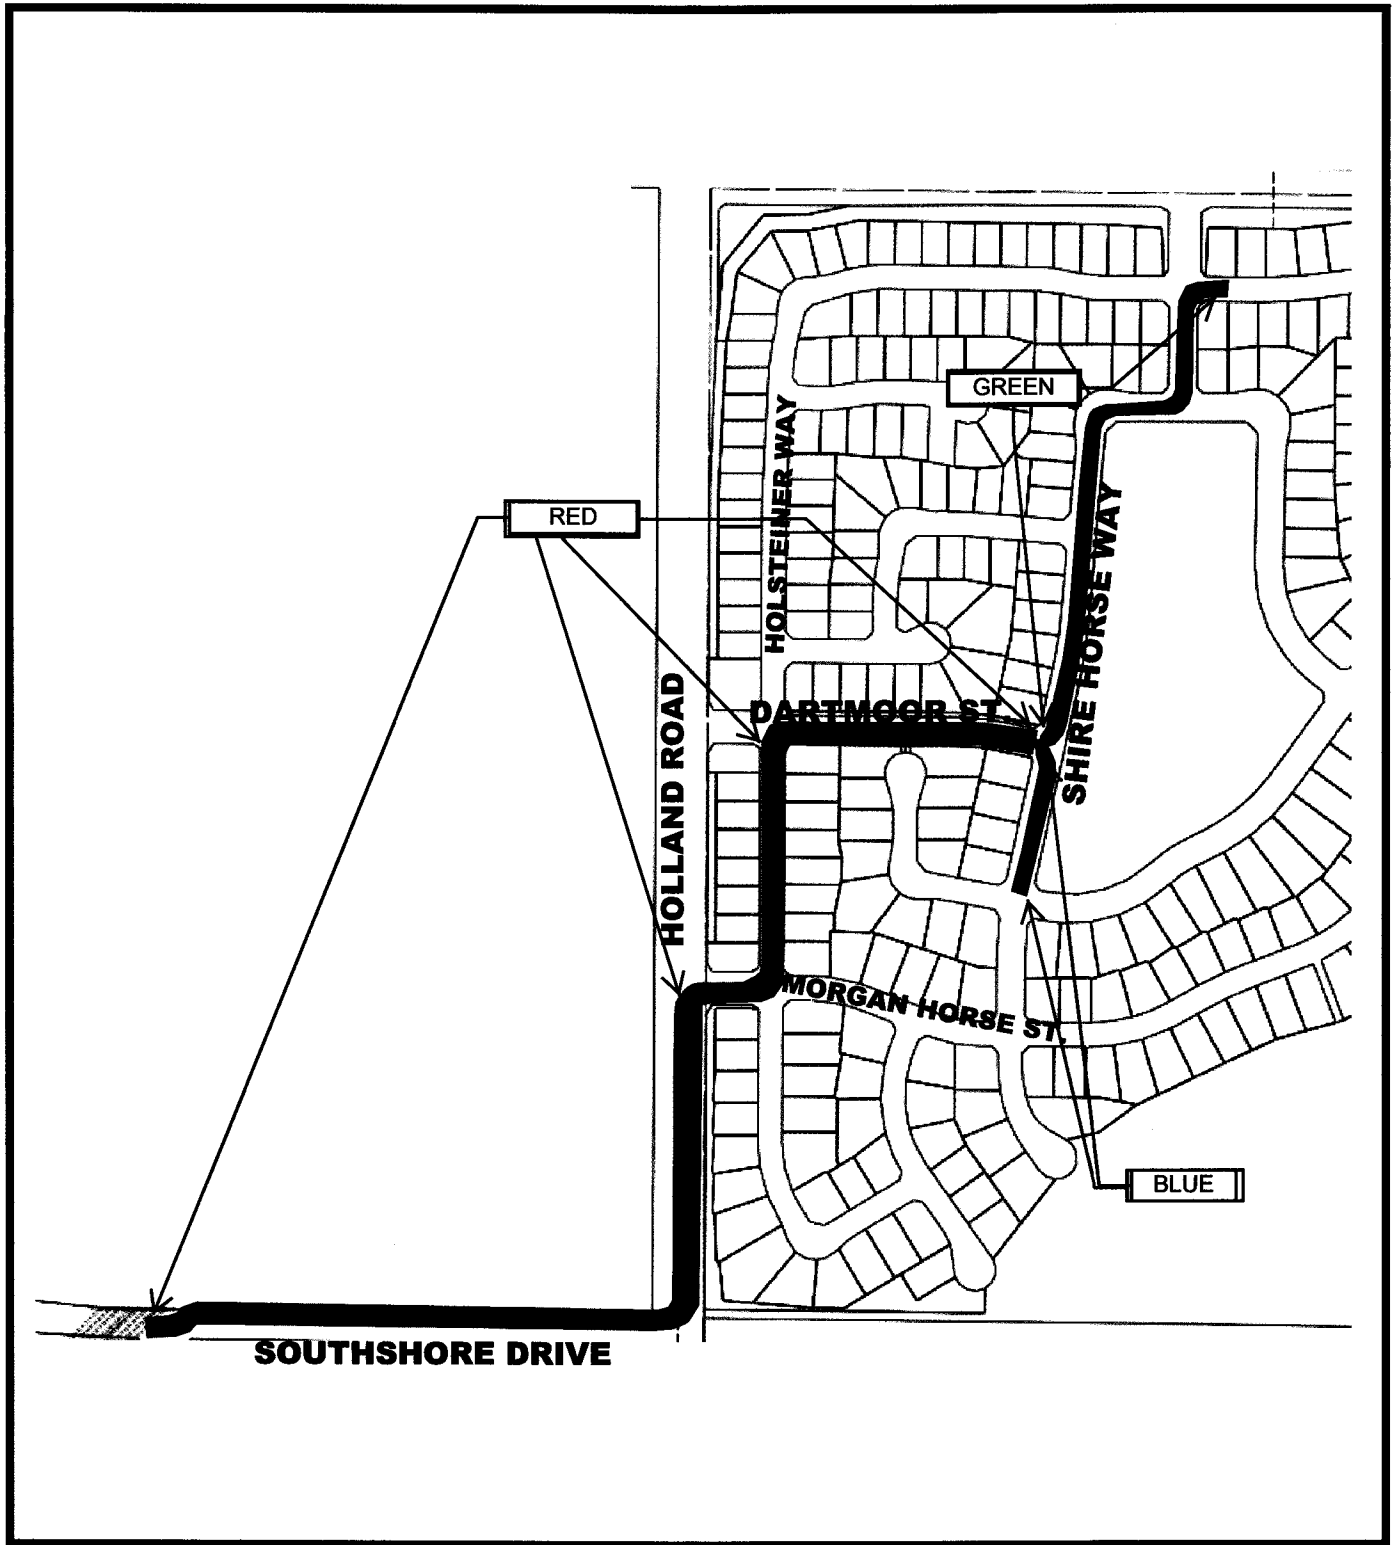 GREEN
HOLSTEINER WAY
RED
SHIRE HORSE WAY
DARTMOOR ST.
HOLLAND ROAD
MORGAN HORSE ST.
BLUE
SOUTHSHORE DRIVE